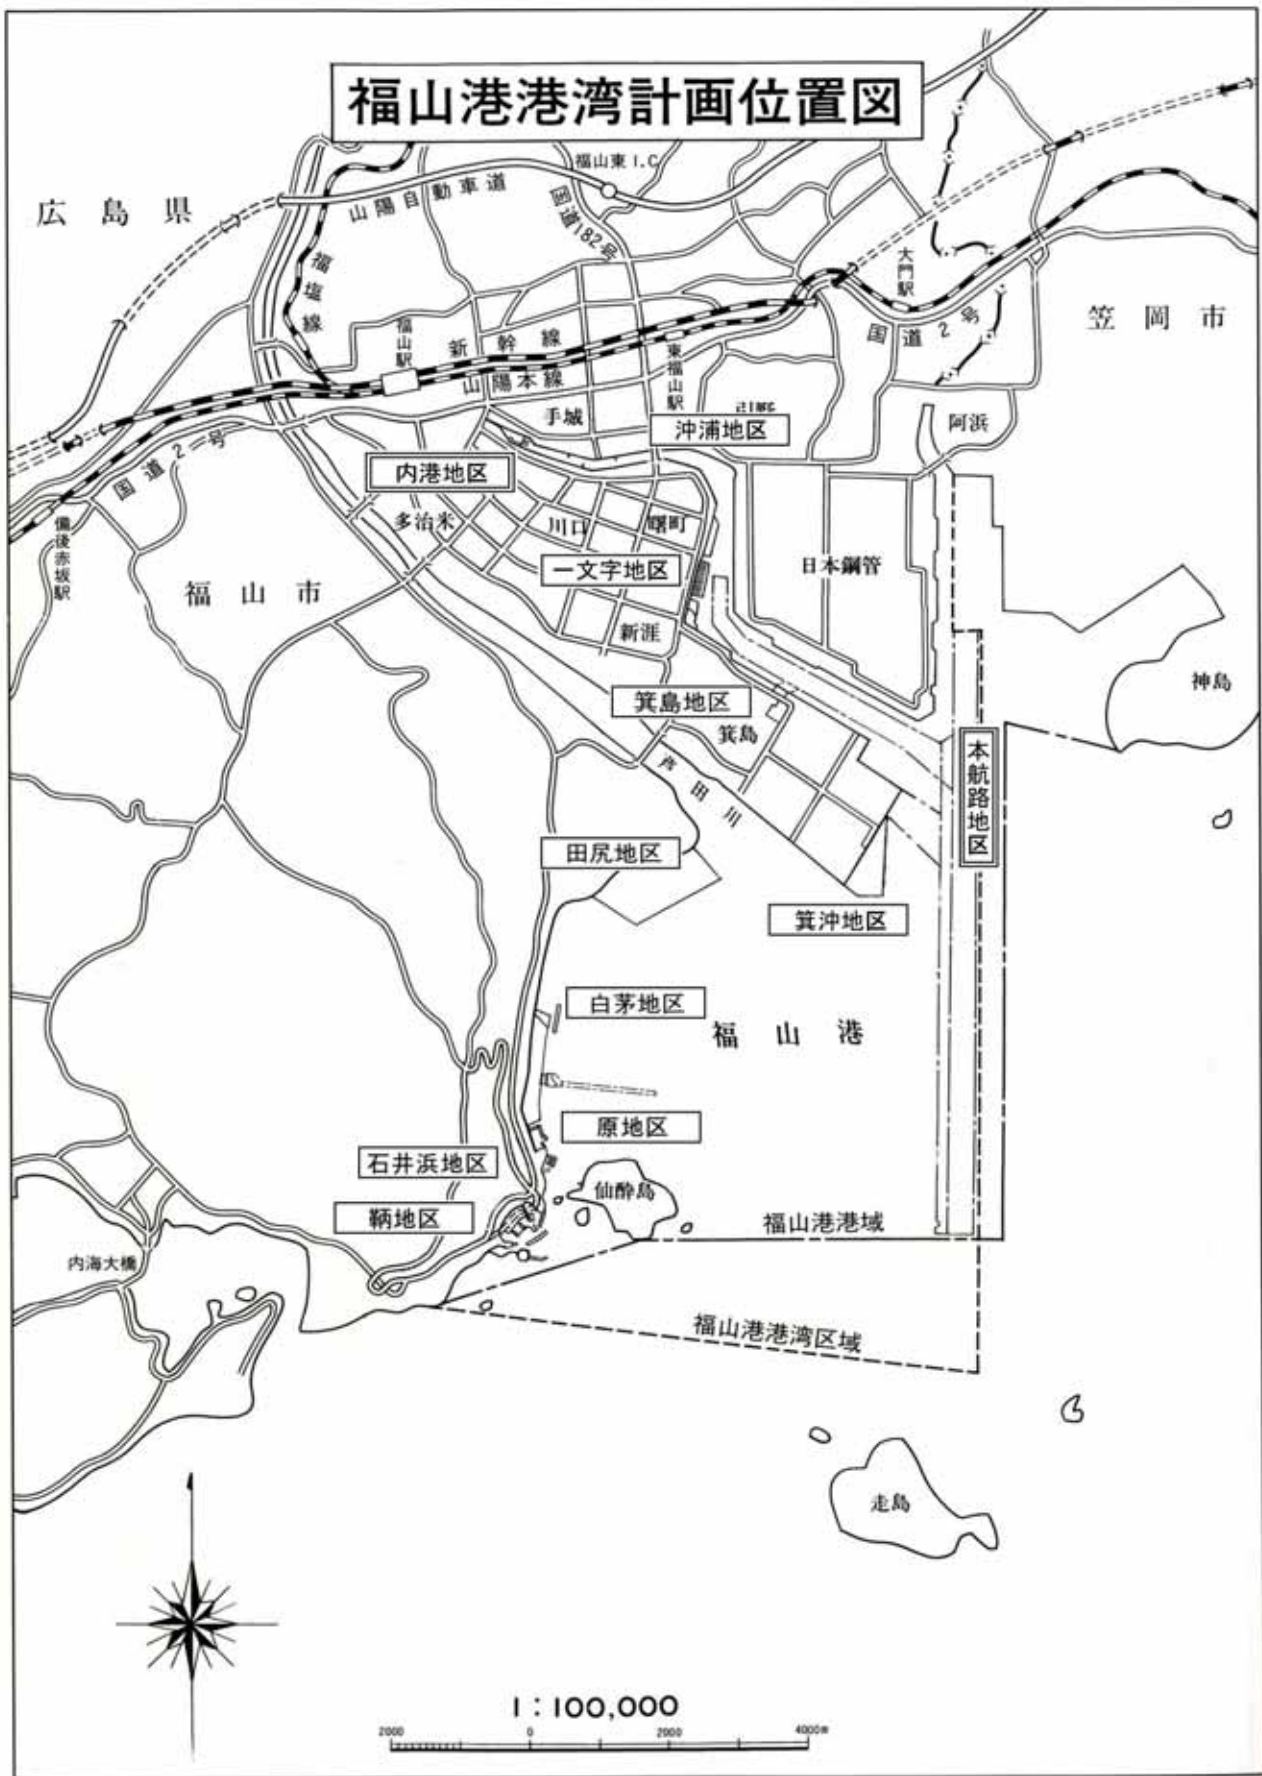 福山港港湾計画位置図
広島県
山陽自動車道
福山東I.C
国道182号
福塩線
福山駅
新幹線
山陽本線
東福山駅
大門駅
国道2号
笠岡市
国道2号
備後赤坂駅
手城
沖浦地区
阿浜
内港地区
多治米
川口
曙町
一文字地区
日本鋼管
福山市
新涯
箕島地区
箕島
神島
芦田川
本航路地区
田尻地区
箕沖地区
白茅地区
福山港
原地区
石井浜地区
仙酔島
鞆地区
福山港港域
内海大橋
福山港港湾区域
走島
1:100,000
2000 0 2000 4000m